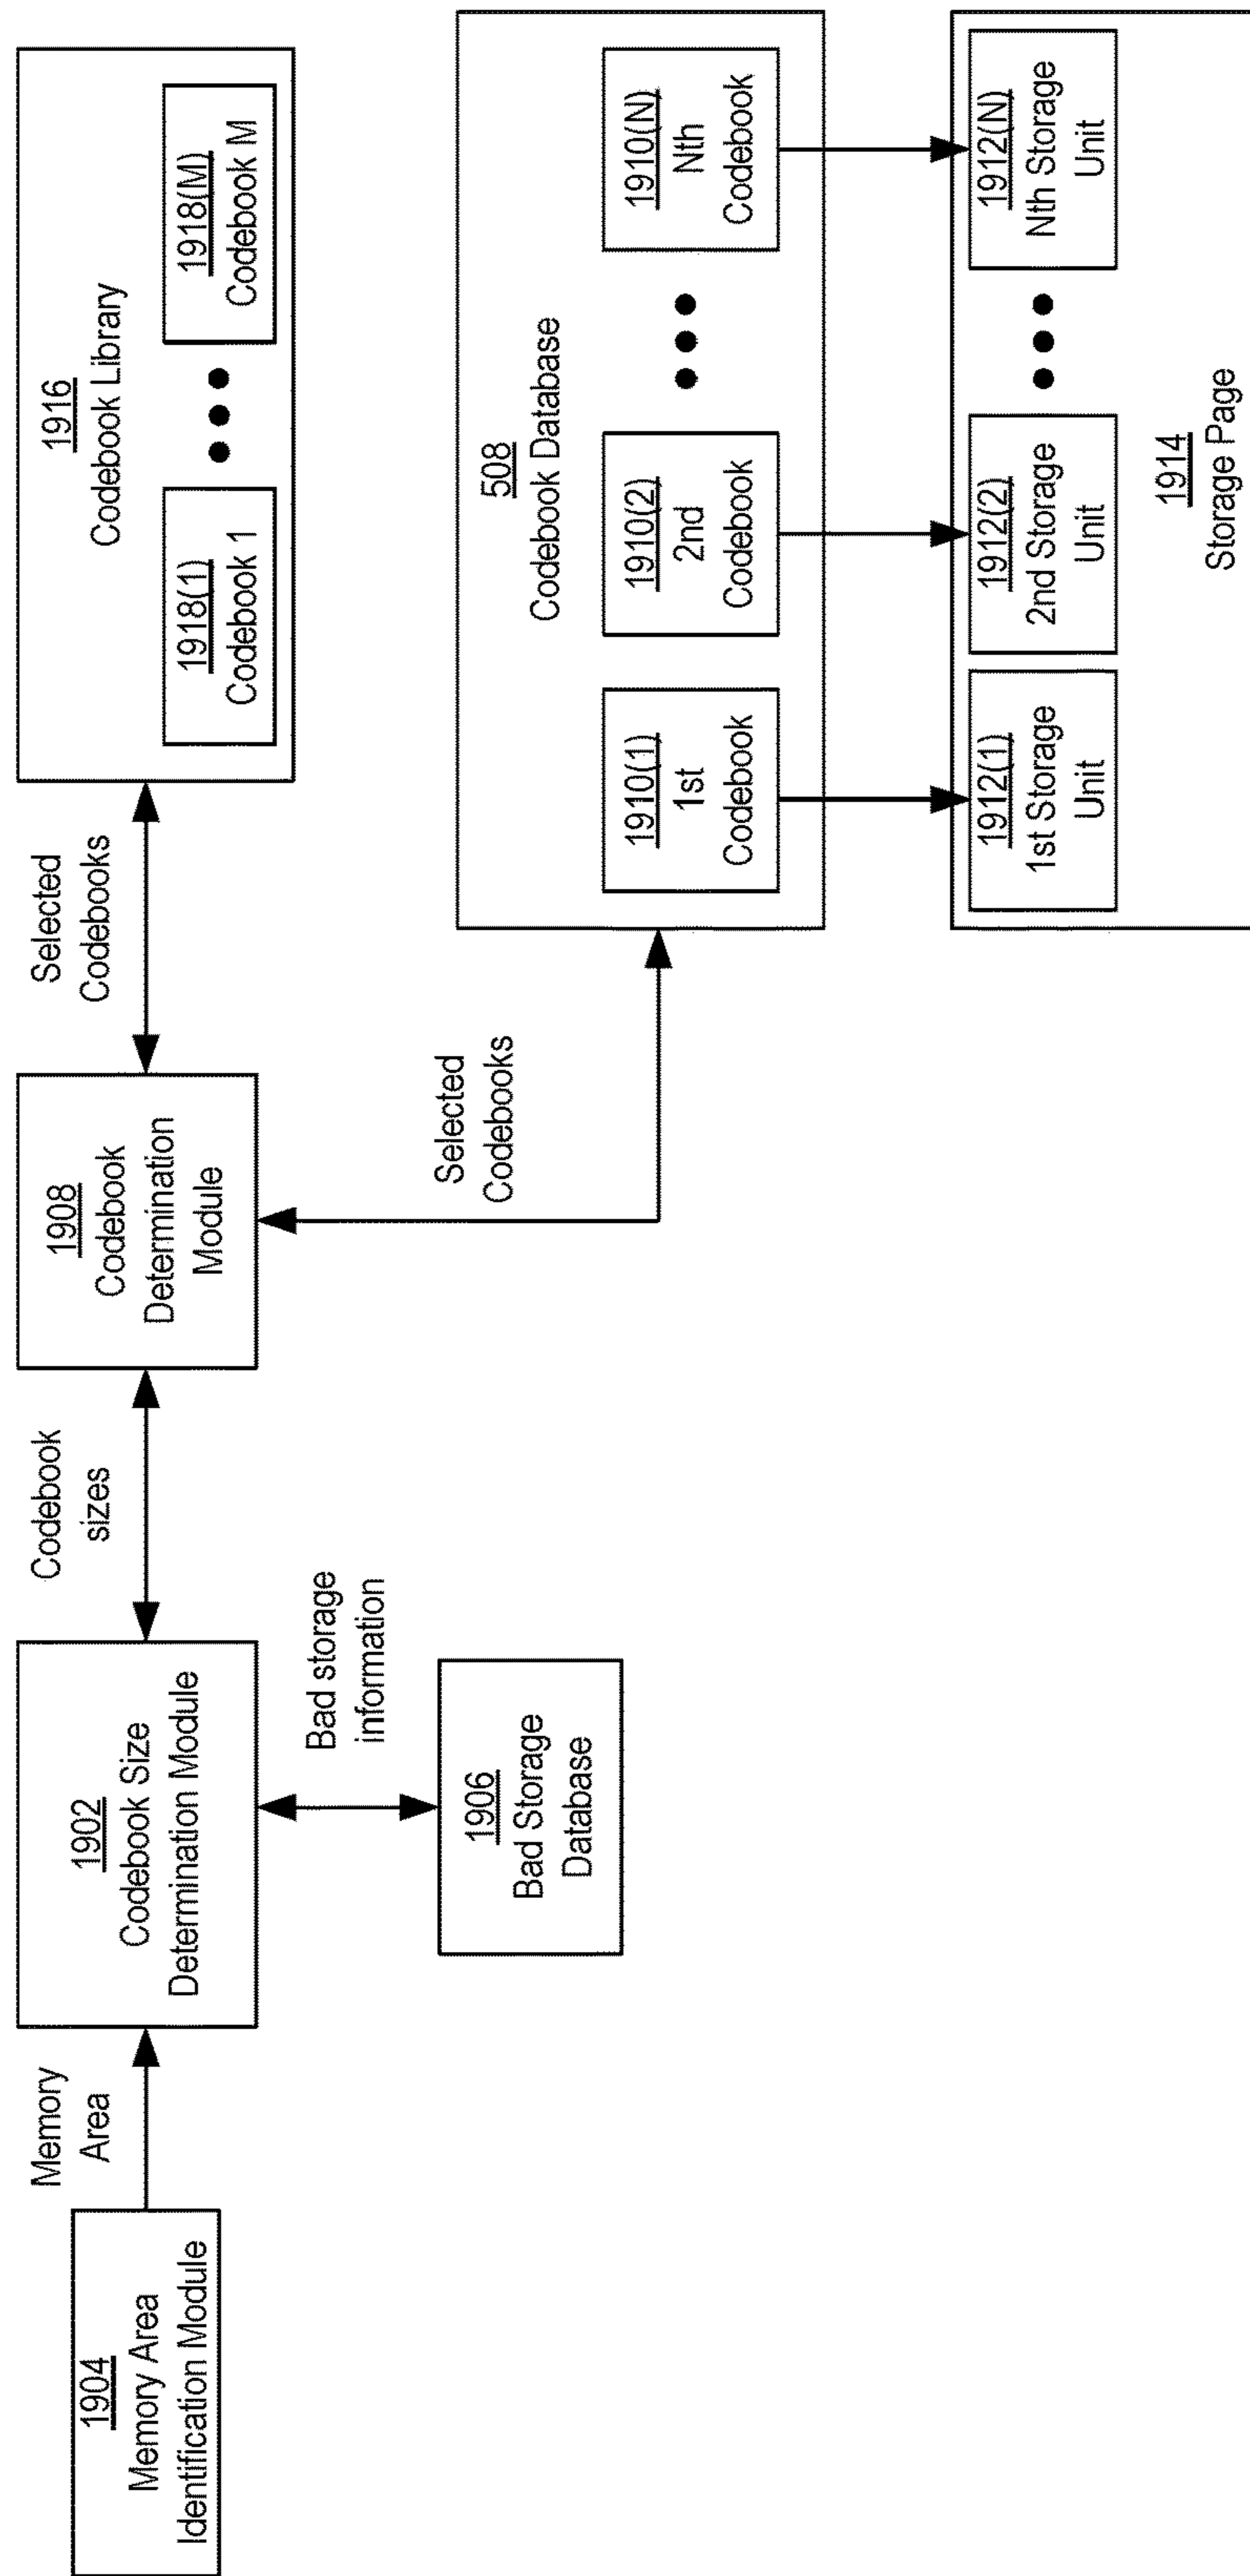 1904
Memory Area
Identification Module
Memory
Area
1902
Codebook Size
Determination Module
Bad storage
information
1906
Bad Storage
Database
Codebook
sizes
1908
Codebook
Determination
Module
Selected
Codebooks
Selected
Codebooks
1916
Codebook Library
1918(1)
Codebook 1
1918(M)
Codebook M
508
Codebook Database
1910(1)
1st
Codebook
1910(2)
2nd
Codebook
1910(N)
Nth
Codebook
1912(1)
1st Storage
Unit
1912(2)
2nd Storage
Unit
1912(N)
Nth Storage
Unit
1914
Storage Page